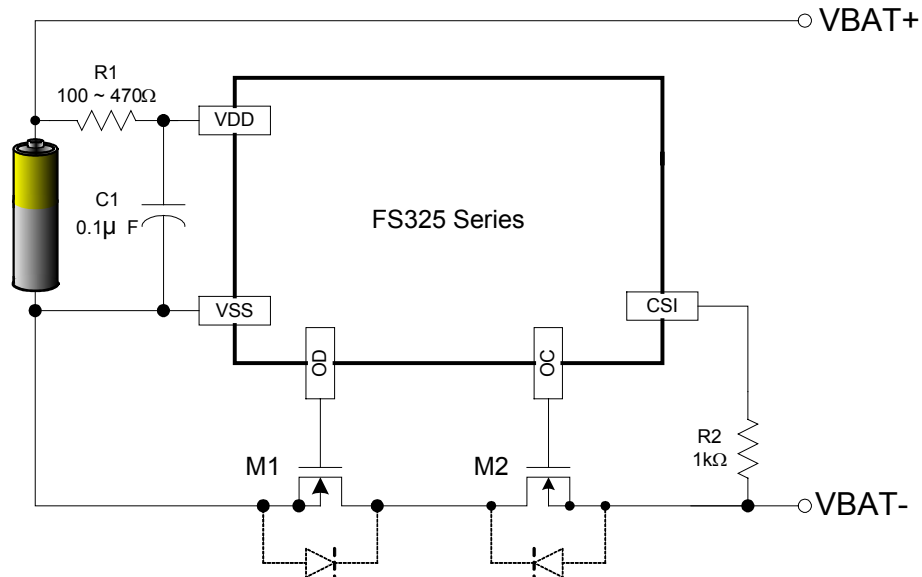 VBAT+
R1
100 ~ 470Ω
VDD
C1
0.1μ F
FS325 Series
VSS
CSI
OD
OC
R2
1kΩ
M1
M2
VBAT-